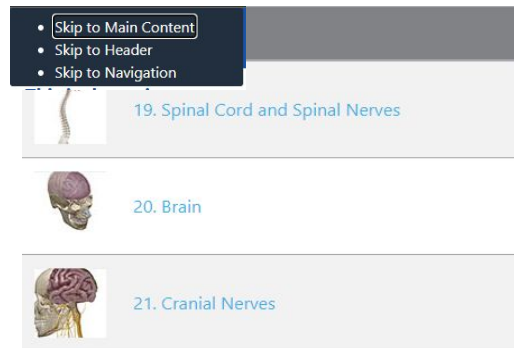 Skip to Main Content
Skip to Header
Skip to Navigation
19. Spinal Cord and Spinal Nerves
20. Brain
21. Cranial Nerves